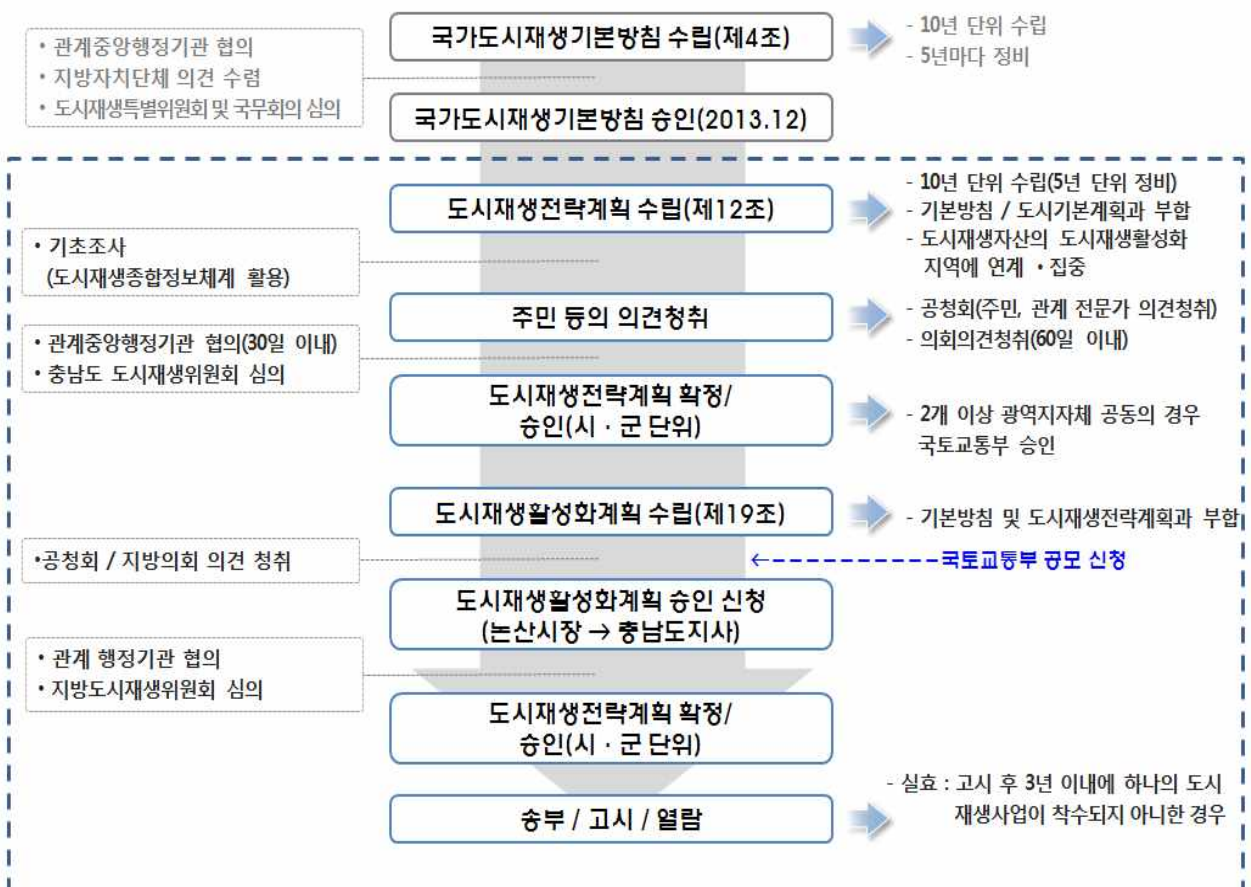 국가도시재생기본방침 수립(제4조)
- 10년 단위 수립
- 5년마다 정비
• 관계중앙행정기관 협의
• 지방자치단체 의견 수렴
• 도시재생특별위원회 및 국무회의 심의
국가도시재생기본방침 승인(2013.12)
도시재생전략계획 수립(제12조)
- 10년 단위 수립(5년 단위 정비)
- 기본방침 / 도시기본계획과 부합
- 도시재생자산의 도시재생활성화
지역에 연계 • 집중
• 기초조사
(도시재생종합정보체계 활용)
주민 등의 의견청취
- 공청회(주민, 관계 전문가 의견청취)
- 의회의견청취(60일 이내)
• 관계중앙행정기관 협의(30일 이내)
• 충남도 도시재생위원회 심의
도시재생전략계획 확정/
승인(시 · 군 단위)
- 2개 이상 광역지자체 공동의 경우
국토교통부 승인
도시재생활성화계획 수립(제19조)
- 기본방침 및 도시재생전략계획과 부합
•공청회 / 지방의회 의견 청취
←----------국토교통부 공모 신청
도시재생활성화계획 승인 신청
(논산시장 → 충남도지사)
• 관계 행정기관 협의
• 지방도시재생위원회 심의
도시재생전략계획 확정/
승인(시 · 군 단위)
송부 / 고시 / 열람
- 실효 : 고시 후 3년 이내에 하나의 도시
재생사업이 착수되지 아니한 경우